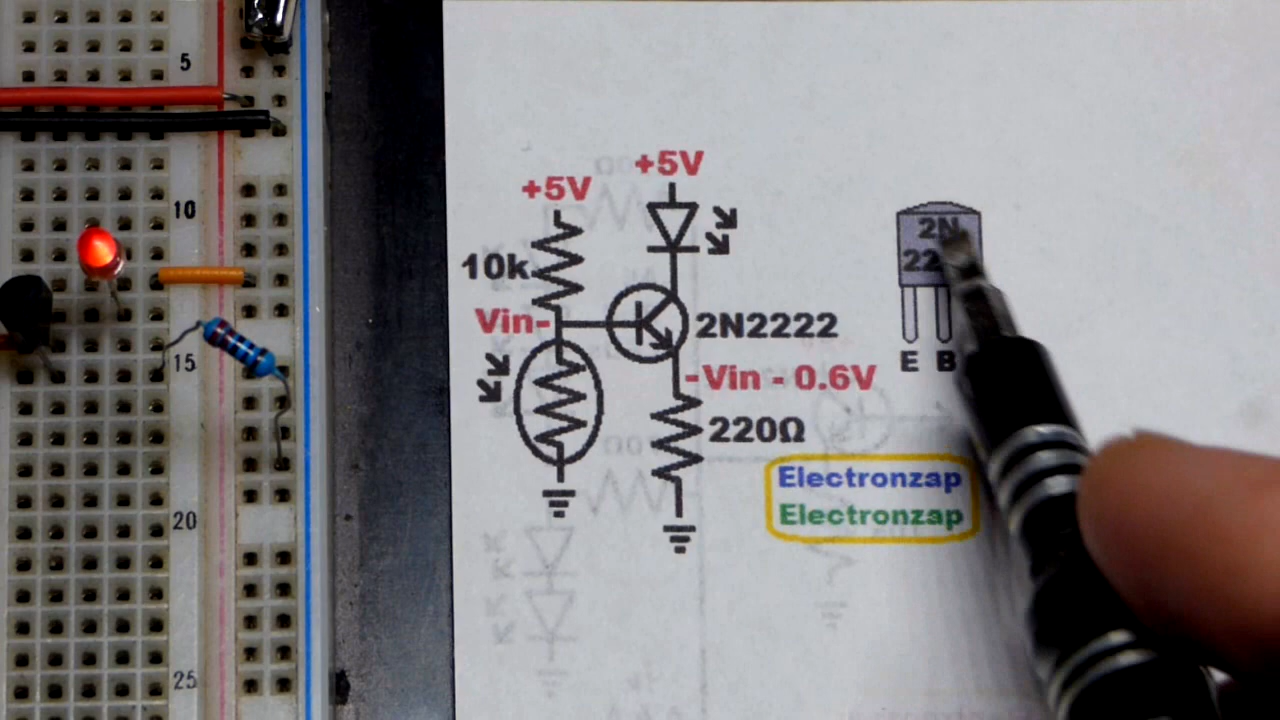 5
10
15
20
25
+5V
+5V
10k
Vin-
2N2222
-Vin - 0.6V
220Ω
Electronzap
Electronzap
2N
22
E B